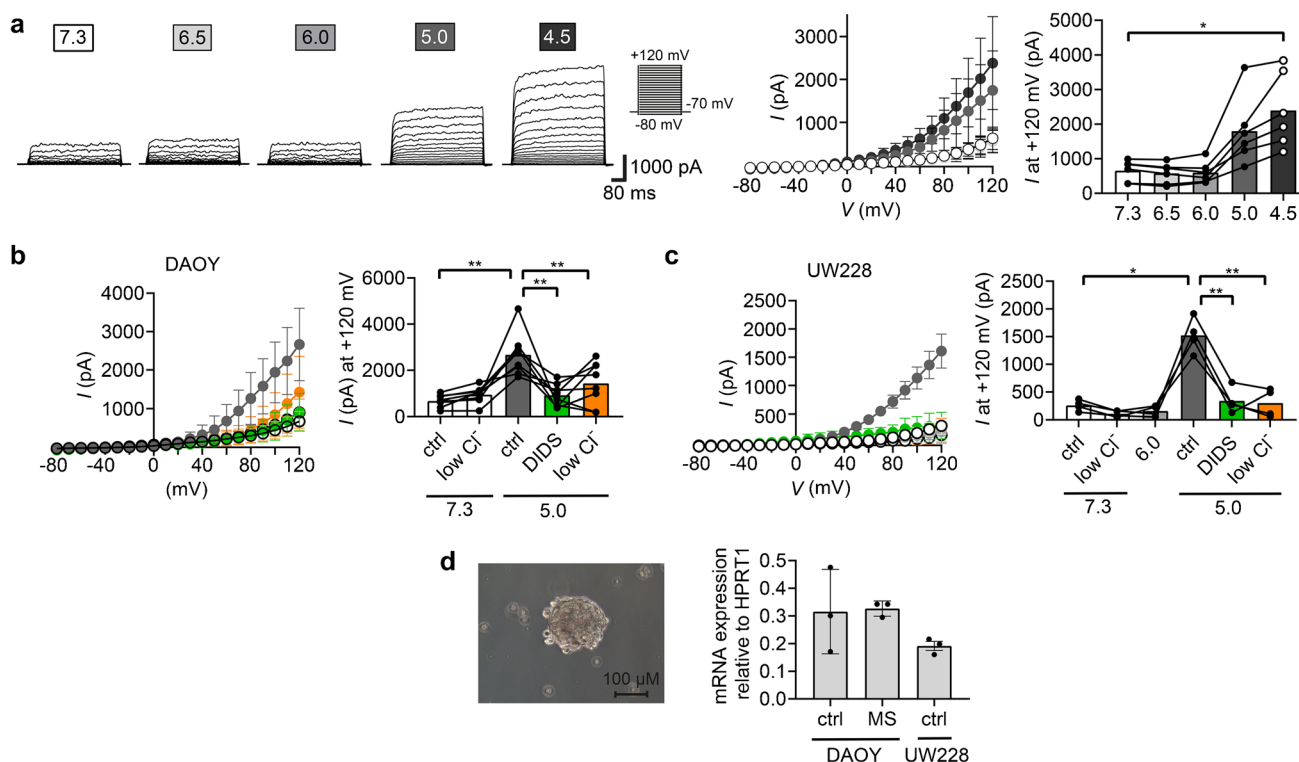 a
7.3 6.5 6.0 5.0 4.5
+120 mV
-70 mV
-80 mV
1000 pA
80 ms
I (pA)
3000
2000
1000
-80 -40 0 40 80 120
V (mV)
I at +120 mV (pA)
*
5000
4000
3000
2000
1000
0
7.3 6.5 6.0 5.0 4.5
b
DAOY
I (pA)
4000
3000
2000
1000
-80 -40 0 40 80 120
(mV)
I (pA) at +120 mV
** ** **
6000
4000
2000
0
ctrl low Cl⁻ ctrl DIDS low Cl⁻
7.3 5.0
c
UW228
I (pA)
2500
2000
1500
1000
500
-80 -40 0 40 80 120
V (mV)
I at +120 mV (pA)
* ** **
2500
2000
1500
1000
500
0
ctrl low Cl⁻ 6.0 ctrl DIDS low Cl⁻
7.3 5.0
d
100 µM
mRNA expression
relative to HPRT1
0.5
0.4
0.3
0.2
0.1
0.0
ctrl MS ctrl
DAOY UW228